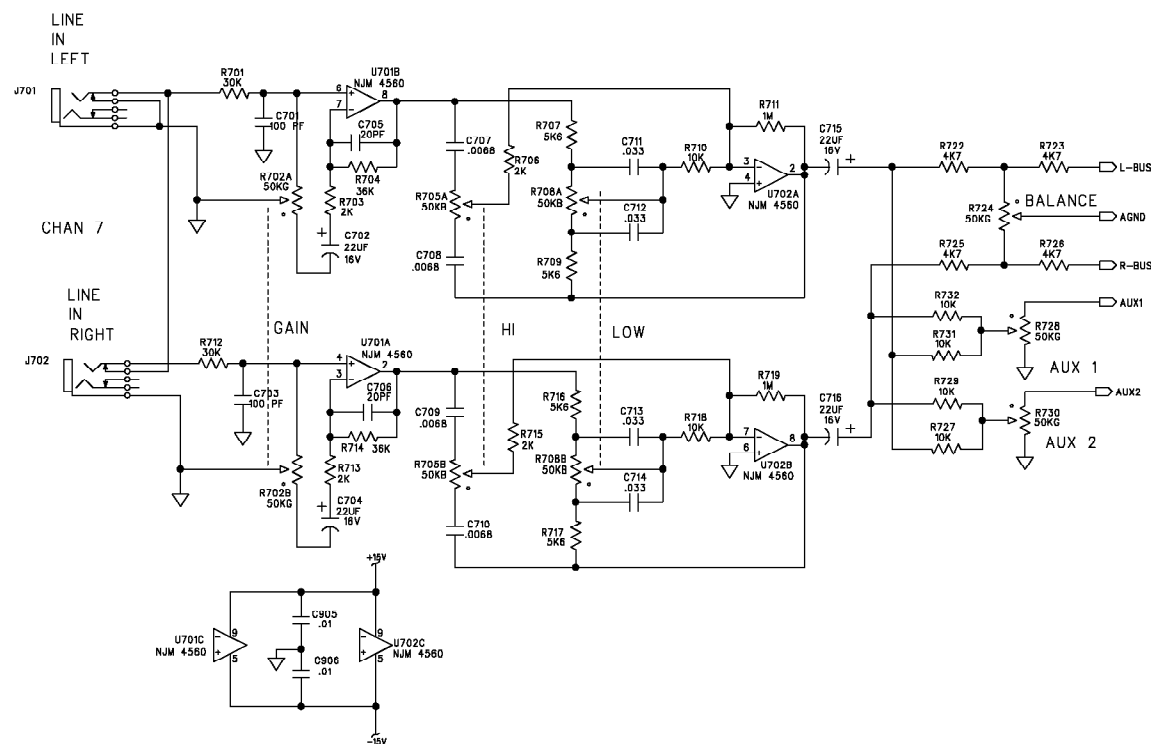 LINE
IN
LEFT
J701
R701
30K
C701
100 PF
U701B
NJM 4560
6
7
8
+
-
C705
20PF
R704
36K
R702A
50KG
R703
2K
C702
22UF
16V
+
CHAN 7
C707
.0068
R706
2K
R705A
50KB
C708
.0068
R707
5K6
C711
.033
R708A
50KB
C712
.033
R709
5K6
R710
10K
R711
1M
3
4
2
-
+
U702A
NJM 4560
C715
22UF
16V
+
R722
4K7
R723
4K7
L-BUS
R724
50KG
BALANCE
AGND
R725
4K7
R726
4K7
R-BUS
LINE
IN
RIGHT
J702
R712
30K
C703
100 PF
GAIN
HI
LOW
U701A
NJM 4560
4
3
2
+
-
C706
20PF
R714
36K
R702B
50KG
R713
2K
C704
22UF
16V
+
C709
.0068
R715
2K
R705B
50KB
C710
.0068
R716
5K6
C713
.033
R708B
50KB
C714
.033
R717
5K6
R718
10K
R719
1M
7
6
8
-
+
U702B
NJM 4560
C716
22UF
16V
+
R732
10K
R731
10K
R728
50KG
AUX1
AUX 1
R729
10K
R727
10K
R730
50KG
AUX2
AUX 2
+15V
U701C
NJM 4560
9
5
-
+
C905
.01
C906
.01
9
5
-
+
U702C
NJM 4560
-15V